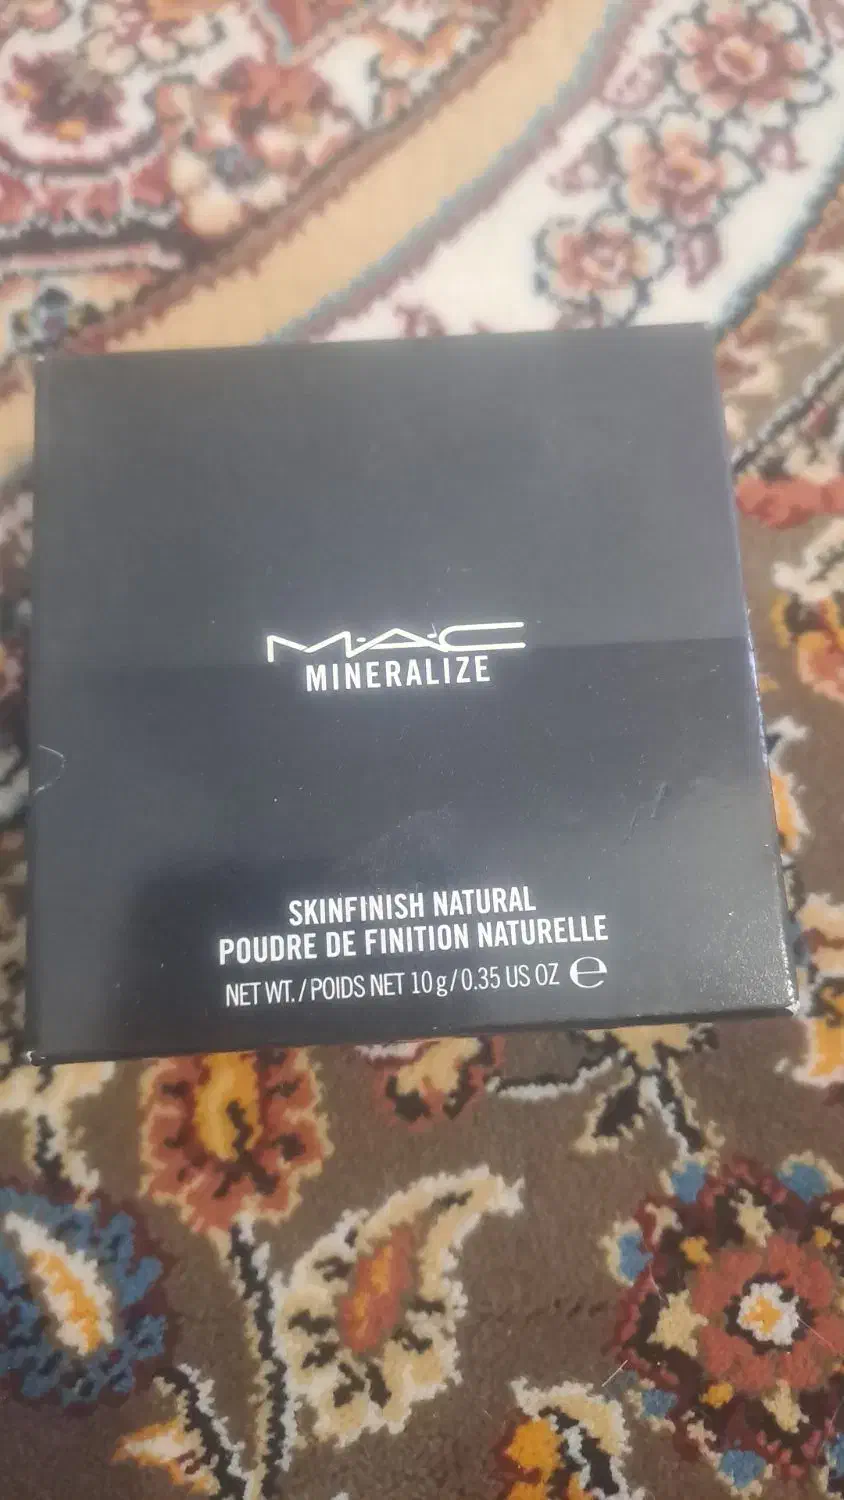 M·A·C
MINERALIZE
SKINFINISH NATURAL
POUDRE DE FINITION NATURELLE
NET WT./POIDS NET 10 g/0.35 US OZ ℮